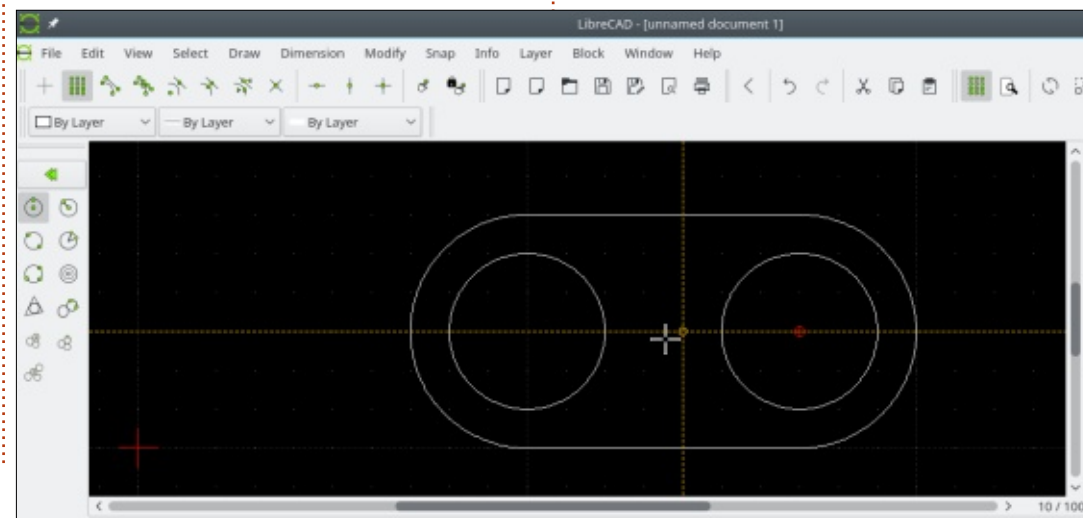 LibreCAD - [unnamed document 1]
File Edit View Select Draw Dimension Modify Snap Info Layer Block Window Help
By Layer By Layer By Layer
10 / 100